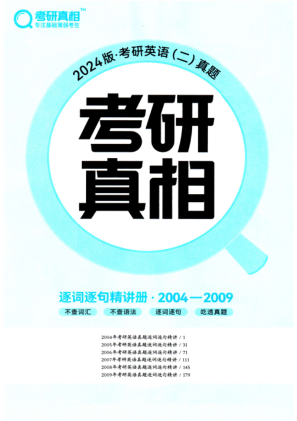 考研真相™
专注基础薄弱考生
2024版·考研英语(二)真题
考研
真相
逐词逐句精讲册·2004—2009
不查词汇 不查语法 逐词逐句 吃透真题
2004年考研英语真题逐词逐句精讲 / 1
2005年考研英语真题逐词逐句精讲 / 31
2006年考研英语真题逐词逐句精讲 / 71
2007年考研英语真题逐词逐句精讲 / 111
2008年考研英语真题逐词逐句精讲 / 145
2009年考研英语真题逐词逐句精讲 / 179